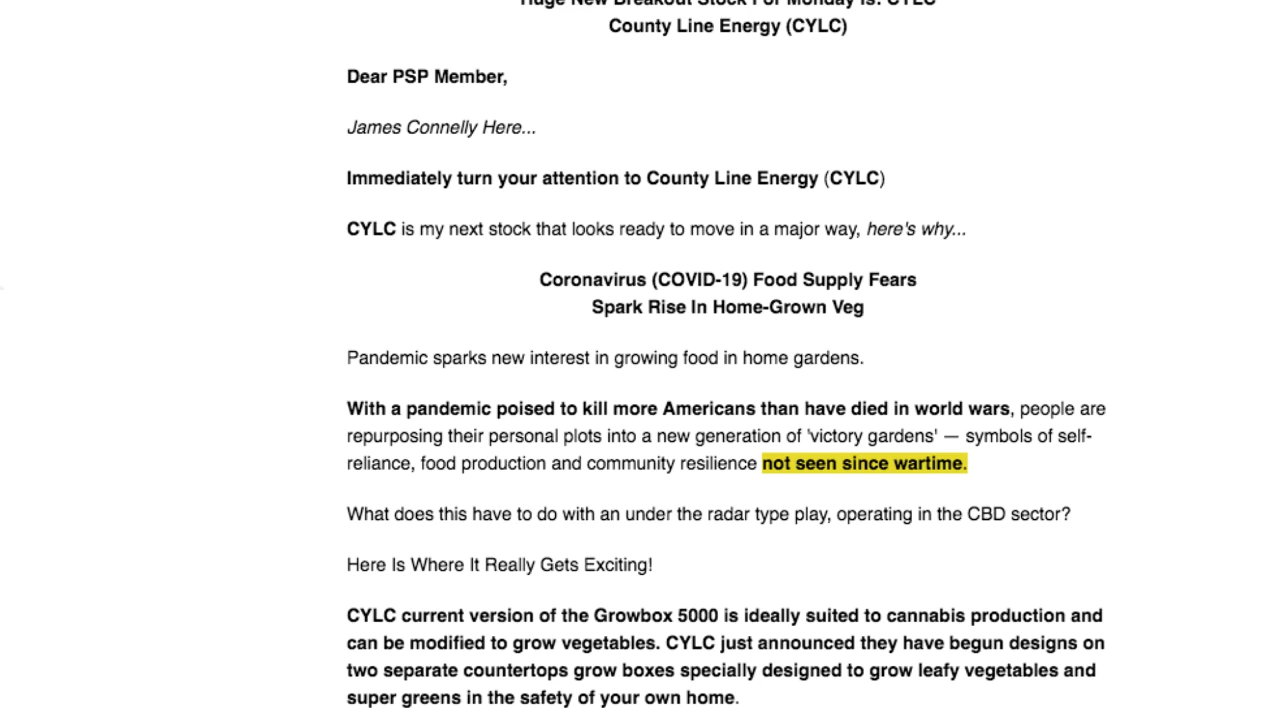 Huge New Breakout Stock For Monday Is: CYLC
County Line Energy (CYLC)
Dear PSP Member,
James Connelly Here...
Immediately turn your attention to County Line Energy (CYLC)
CYLC is my next stock that looks ready to move in a major way, here's why...
Coronavirus (COVID-19) Food Supply Fears
Spark Rise In Home-Grown Veg
Pandemic sparks new interest in growing food in home gardens.
With a pandemic poised to kill more Americans than have died in world wars, people are
repurposing their personal plots into a new generation of 'victory gardens' — symbols of self-
reliance, food production and community resilience not seen since wartime.
What does this have to do with an under the radar type play, operating in the CBD sector?
Here Is Where It Really Gets Exciting!
CYLC current version of the Growbox 5000 is ideally suited to cannabis production and
can be modified to grow vegetables. CYLC just announced they have begun designs on
two separate countertops grow boxes specially designed to grow leafy vegetables and
super greens in the safety of your own home.